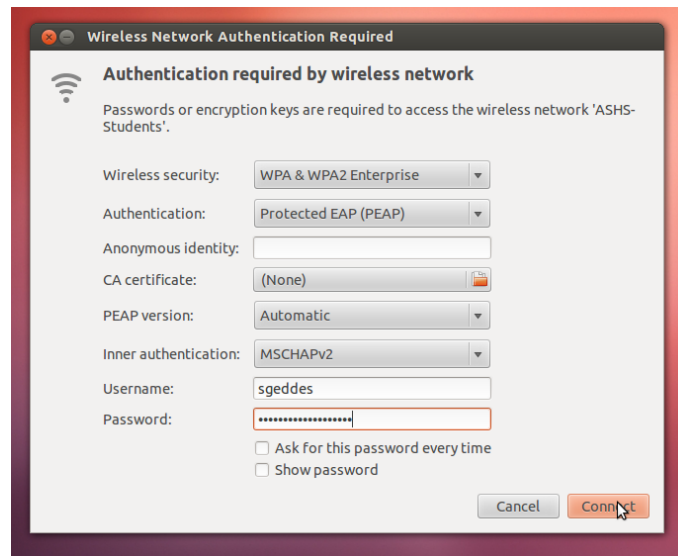 Wireless Network Authentication Required
Authentication required by wireless network
Passwords or encryption keys are required to access the wireless network 'ASHS-
Students'.
Wireless security: WPA & WPA2 Enterprise
Authentication: Protected EAP (PEAP)
Anonymous identity:
CA certificate: (None)
PEAP version: Automatic
Inner authentication: MSCHAPv2
Username: sgeddes
Password: •••••••••••••••••••
Ask for this password every time
Show password
Cancel Connect